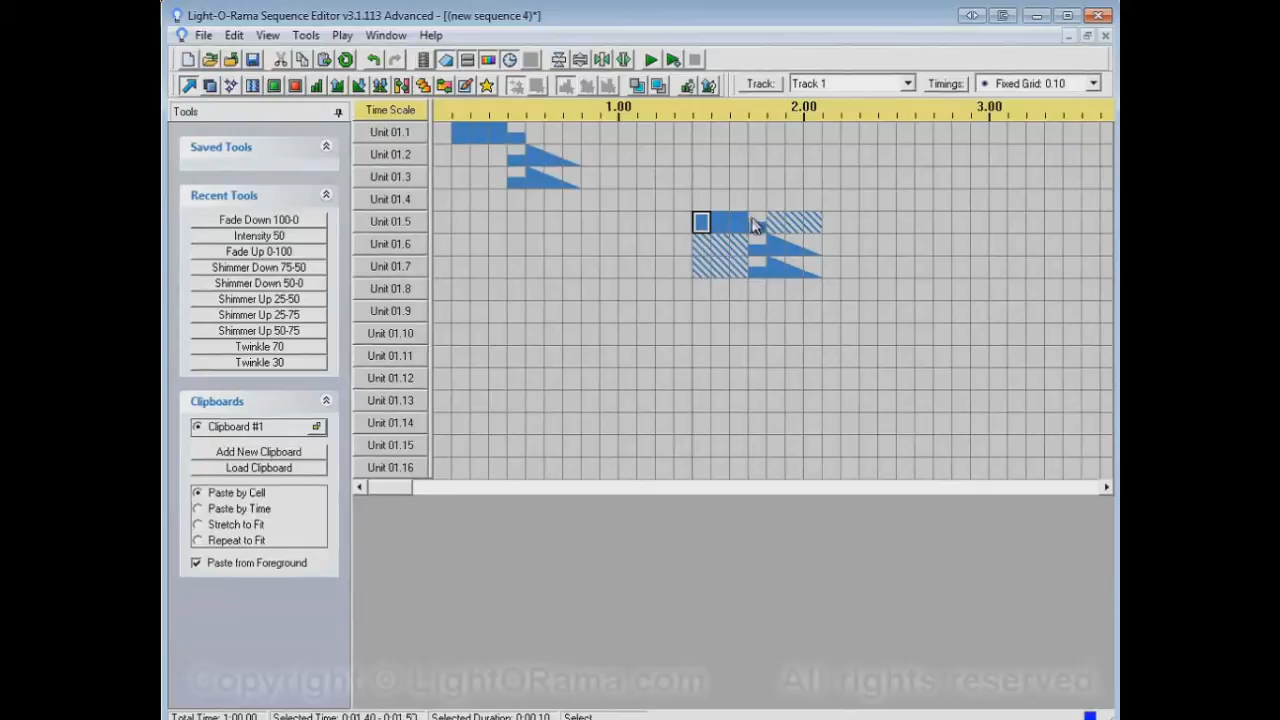 Light-O-Rama Sequence Editor v3.1.113 Advanced - [(new sequence 4)*]
File Edit View Tools Play Window Help
Track: Track 1 Timings: Fixed Grid: 0.10
Tools
Time Scale 1.00 2.00 3.00
Saved Tools
Recent Tools
Fade Down 100-0
Intensity 50
Fade Up 0-100
Shimmer Down 75-50
Shimmer Down 50-0
Shimmer Up 25-50
Shimmer Up 25-75
Shimmer Up 50-75
Twinkle 70
Twinkle 30
Clipboards
Clipboard #1
Add New Clipboard
Load Clipboard
Paste by Cell
Paste by Time
Stretch to Fit
Repeat to Fit
Paste from Foreground
Unit 01.1
Unit 01.2
Unit 01.3
Unit 01.4
Unit 01.5
Unit 01.6
Unit 01.7
Unit 01.8
Unit 01.9
Unit 01.10
Unit 01.11
Unit 01.12
Unit 01.13
Unit 01.14
Unit 01.15
Unit 01.16
Copyright © LightORama.com All rights reserved
Total Time: 1:00.00 Selected Time: 0:01.40 - 0:01.50 Selected Duration: 0:00.10 Select